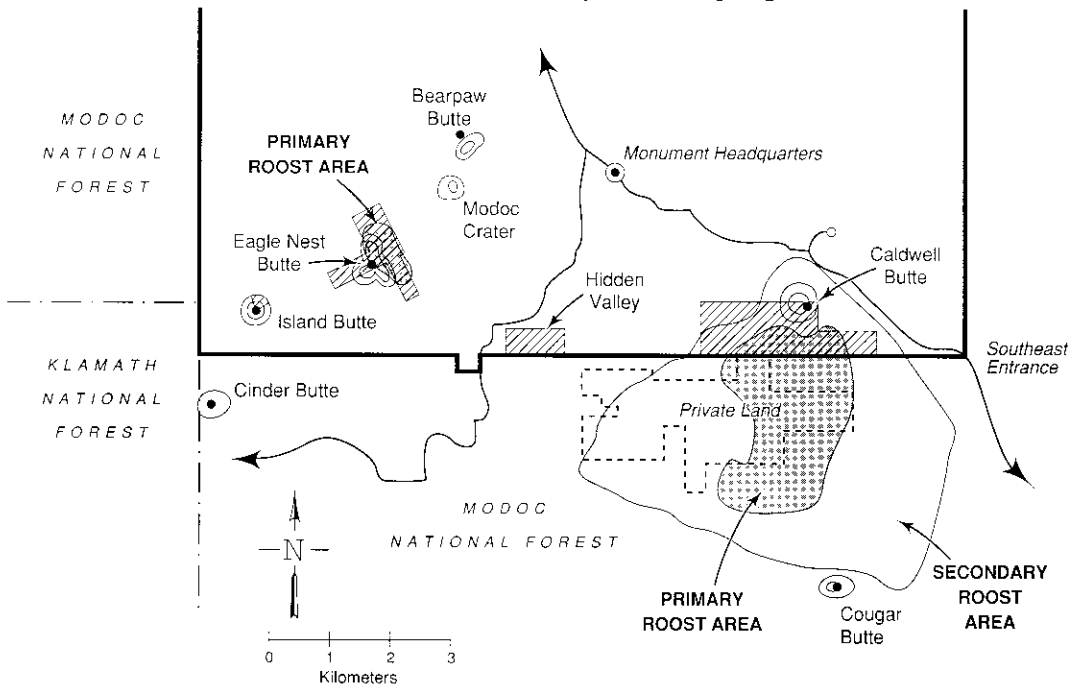 Bearpaw
Butte
MODOC
NATIONAL
FOREST
PRIMARY
ROOST AREA
Monument Headquarters
Modoc
Crater
Eagle Nest
Butte
Caldwell
Butte
Hidden
Valley
Island Butte
KLAMATH
NATIONAL
FOREST
Southeast
Entrance
Cinder Butte
Private Land
MODOC
NATIONAL FOREST
N
PRIMARY
ROOST AREA
SECONDARY
ROOST
AREA
Cougar
Butte
0 1 2 3
Kilometers